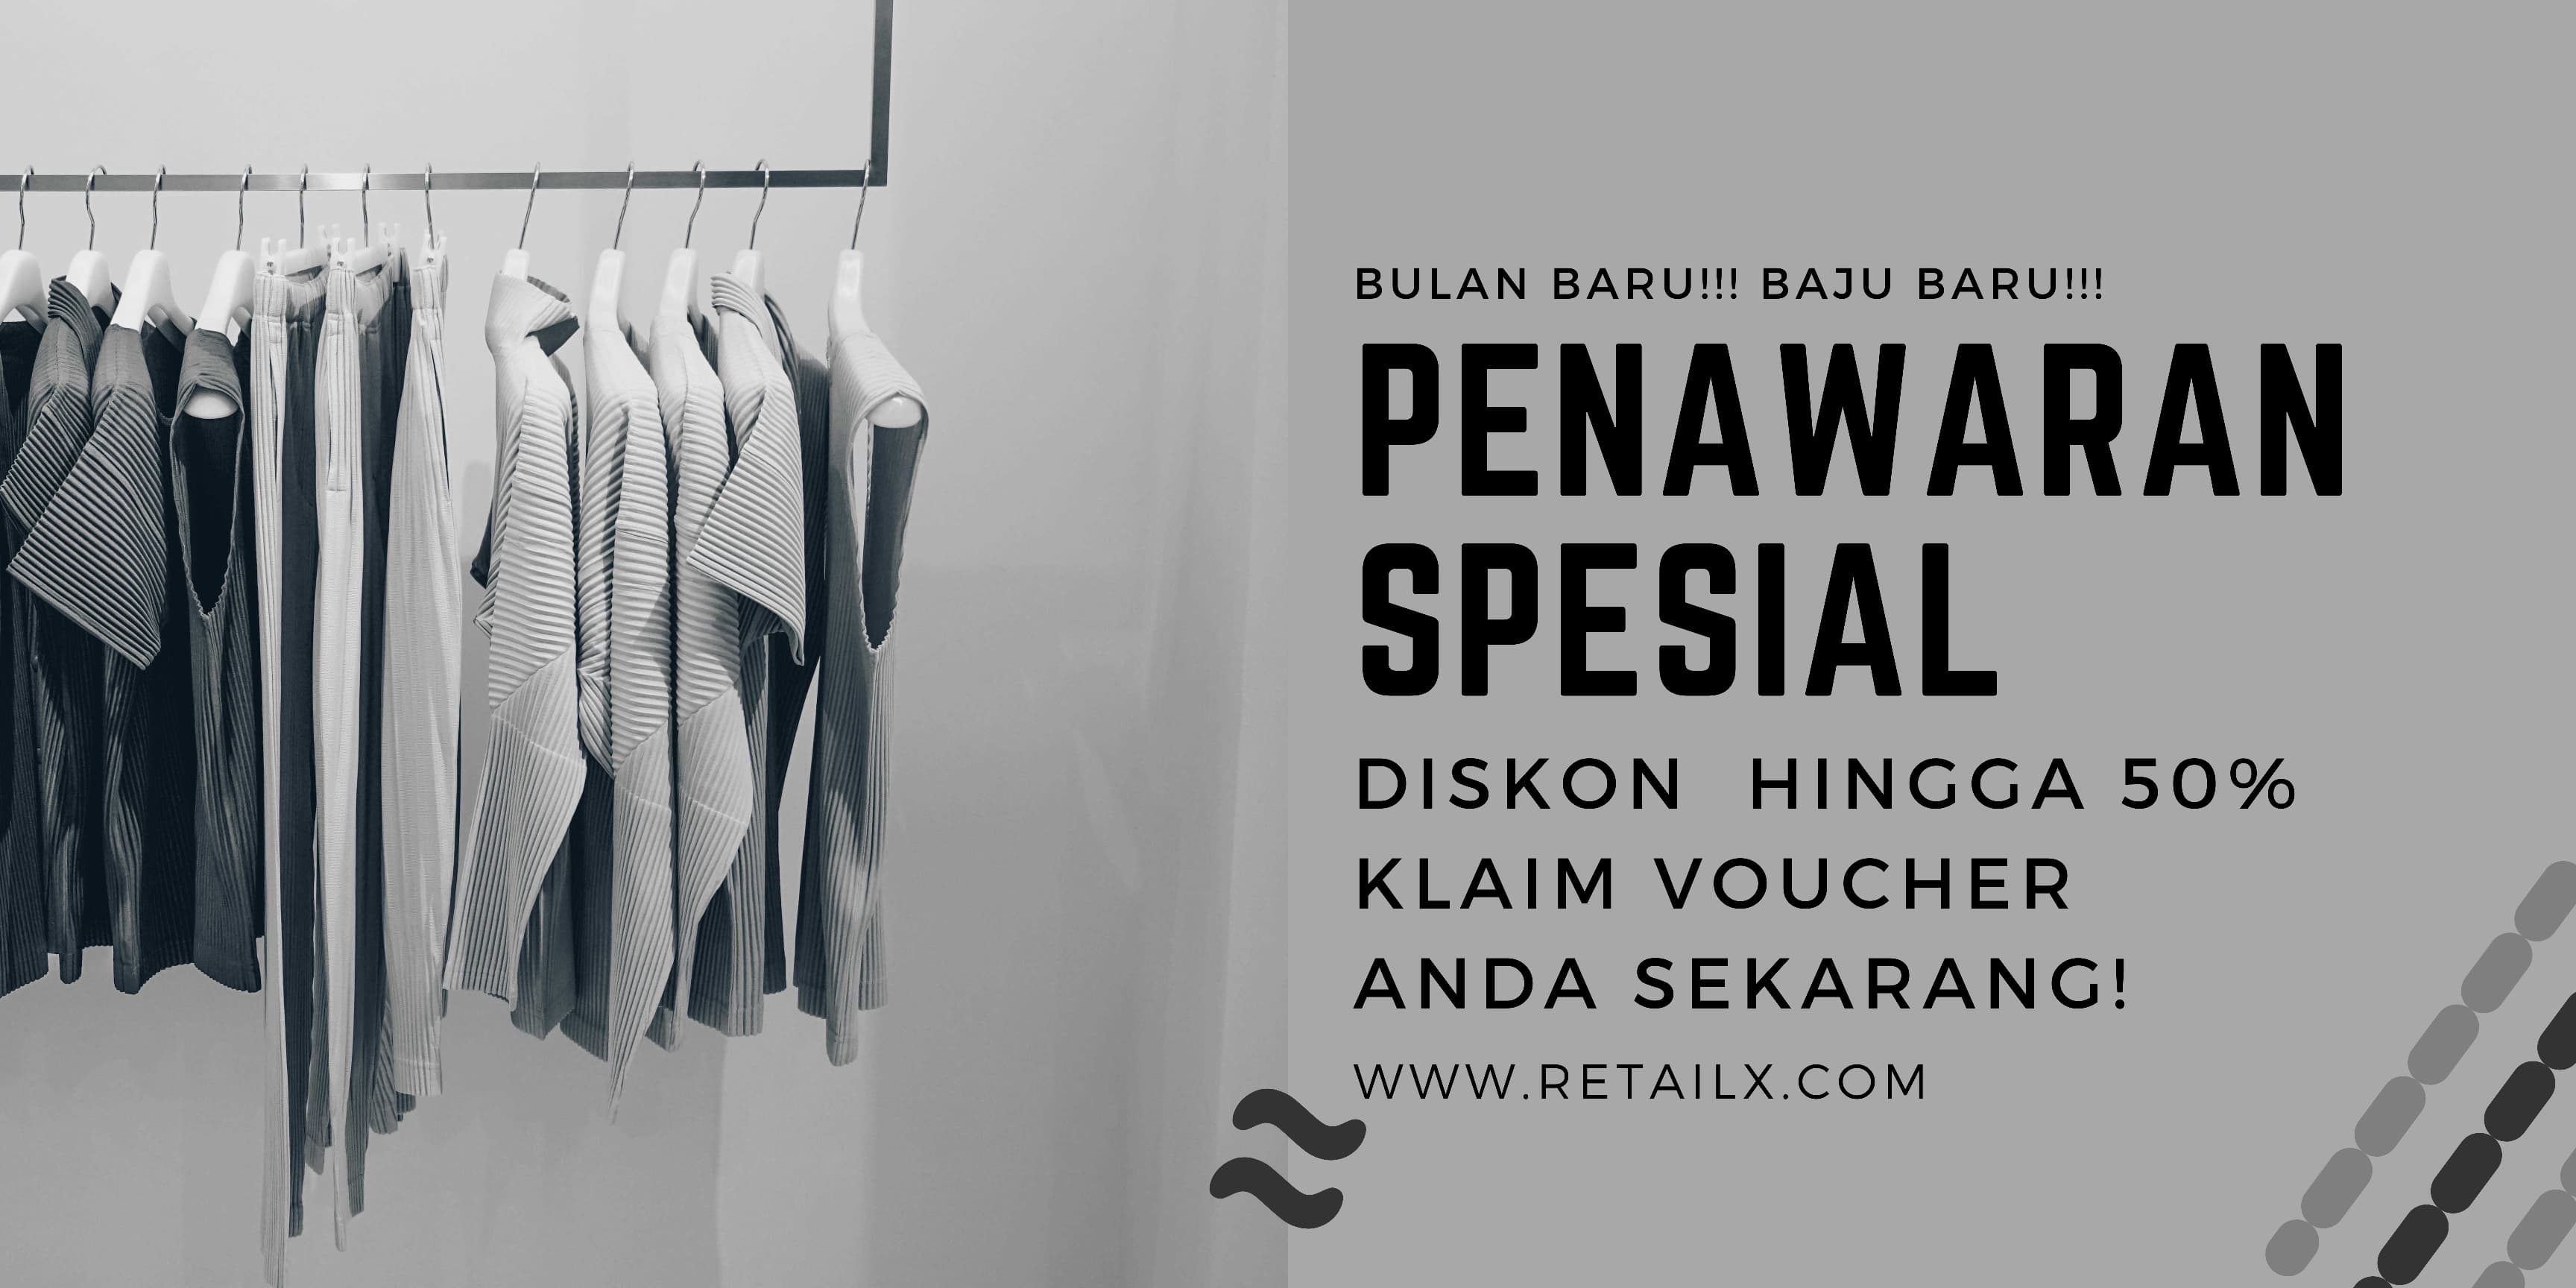 BULAN BARU!!! BAJU BARU!!!
PENAWARAN
SPESIAL
DISKON  HINGGA 50%
KLAIM VOUCHER
ANDA SEKARANG!
WWW.RETAILX.COM